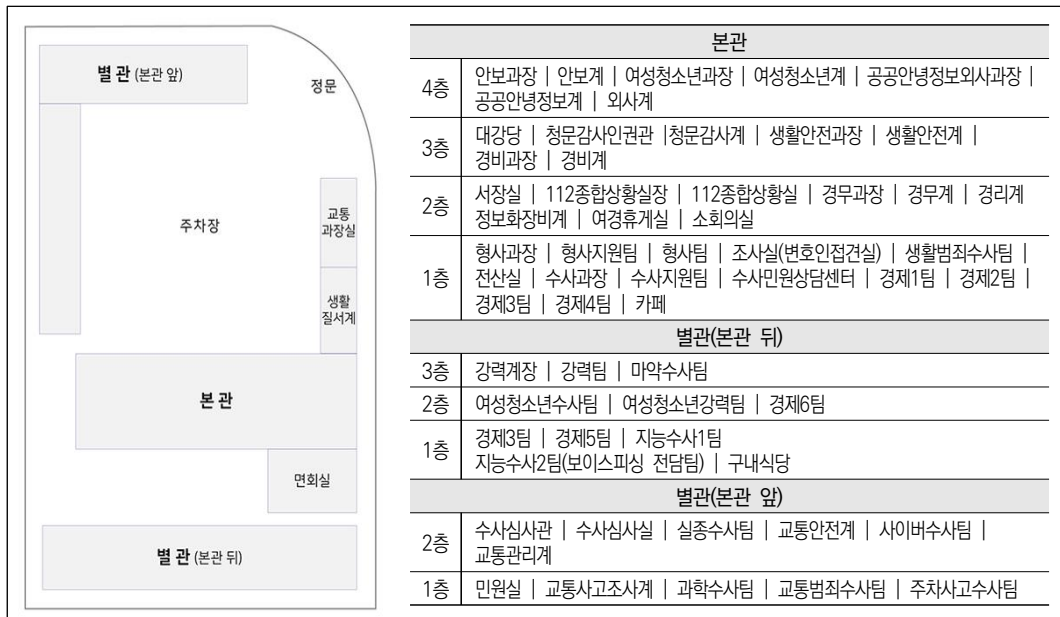 별 관 (본관 앞)
정문
주차장
교통
과장실
생활
질서계
본 관
면회실
별 관 (본관 뒤)
본관
4층
안보과장 | 안보계 | 여성청소년과장 | 여성청소년계 | 공공안녕정보외사과장 |
공공안녕정보계 | 외사계
3층
대강당 | 청문감사인권관 |청문감사계 | 생활안전과장 | 생활안전계 |
경비과장 | 경비계
2층
서장실 | 112종합상황실장 | 112종합상황실 | 경무과장 | 경무계 | 경리계
정보화장비계 | 여경휴게실 | 소회의실
1층
형사과장 | 형사지원팀 | 형사팀 | 조사실(변호인접견실) | 생활범죄수사팀 |
전산실 | 수사과장 | 수사지원팀 | 수사민원상담센터 | 경제1팀 | 경제2팀 |
경제3팀 | 경제4팀 | 카페
별관(본관 뒤)
3층
강력계장 | 강력팀 | 마약수사팀
2층
여성청소년수사팀 | 여성청소년강력팀 | 경제6팀
1층
경제3팀 | 경제5팀 | 지능수사1팀
지능수사2팀(보이스피싱 전담팀) | 구내식당
별관(본관 앞)
2층
수사심사관 | 수사심사실 | 실종수사팀 | 교통안전계 | 사이버수사팀 |
교통관리계
1층
민원실 | 교통사고조사계 | 과학수사팀 | 교통범죄수사팀 | 주차사고수사팀